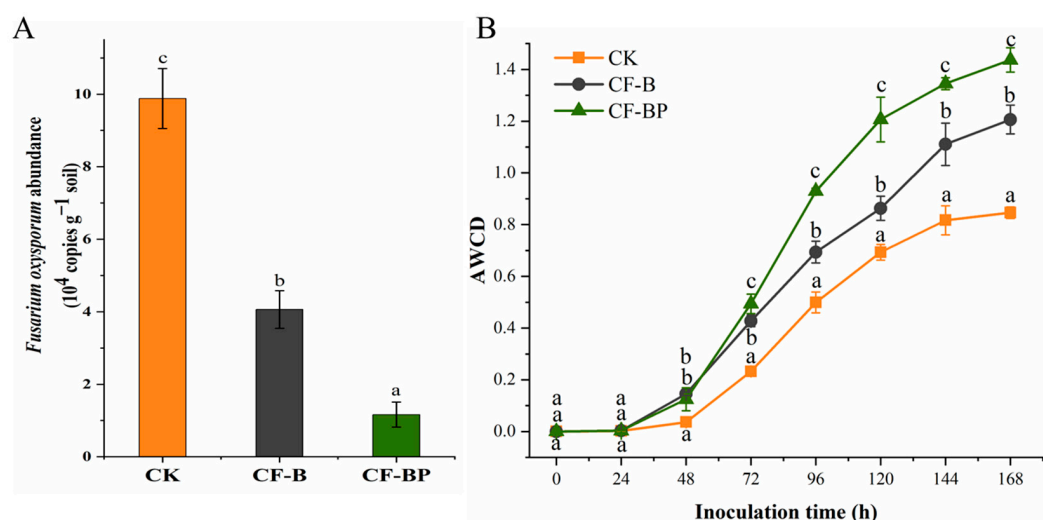 A
Fusarium oxysporum abundance
(10⁴ copies g⁻¹ soil)
10
8
6
4
2
0
c
b
a
CK
CF-B
CF-BP
B
CK
CF-B
CF-BP
AWCD
1.4
1.2
1.0
0.8
0.6
0.4
0.2
0.0
a
a
a
a
a
a
b
b
a
c
b
a
c
b
a
c
b
a
c
b
a
c
b
a
0
24
48
72
96
120
144
168
Inoculation time (h)